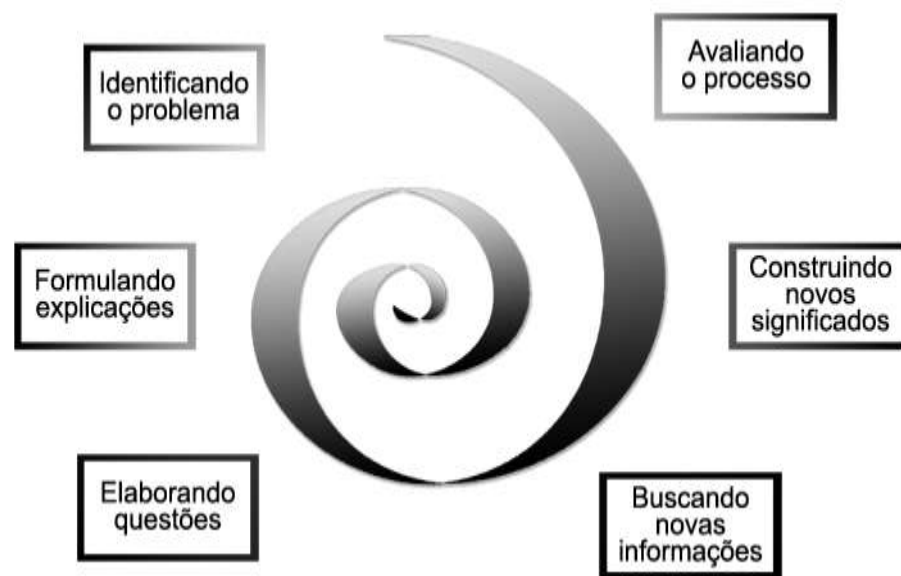 Identificando
o problema
Avaliando
o processo
Formulando
explicações
Construindo
novos
significados
Elaborando
questões
Buscando
novas
informações